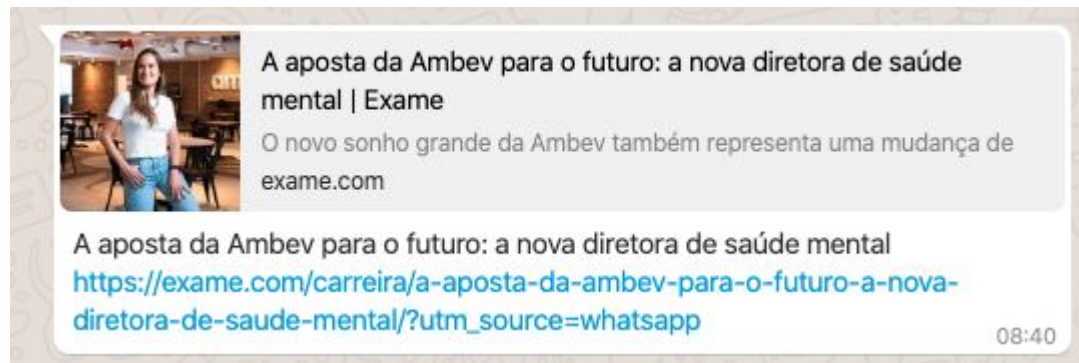 am
A aposta da Ambev para o futuro: a nova diretora de saúde
mental | Exame
O novo sonho grande da Ambev também representa uma mudança de
exame.com
A aposta da Ambev para o futuro: a nova diretora de saúde mental
https://exame.com/carreira/a-aposta-da-ambev-para-o-futuro-a-nova-
diretora-de-saude-mental/?utm_source=whatsapp
08:40